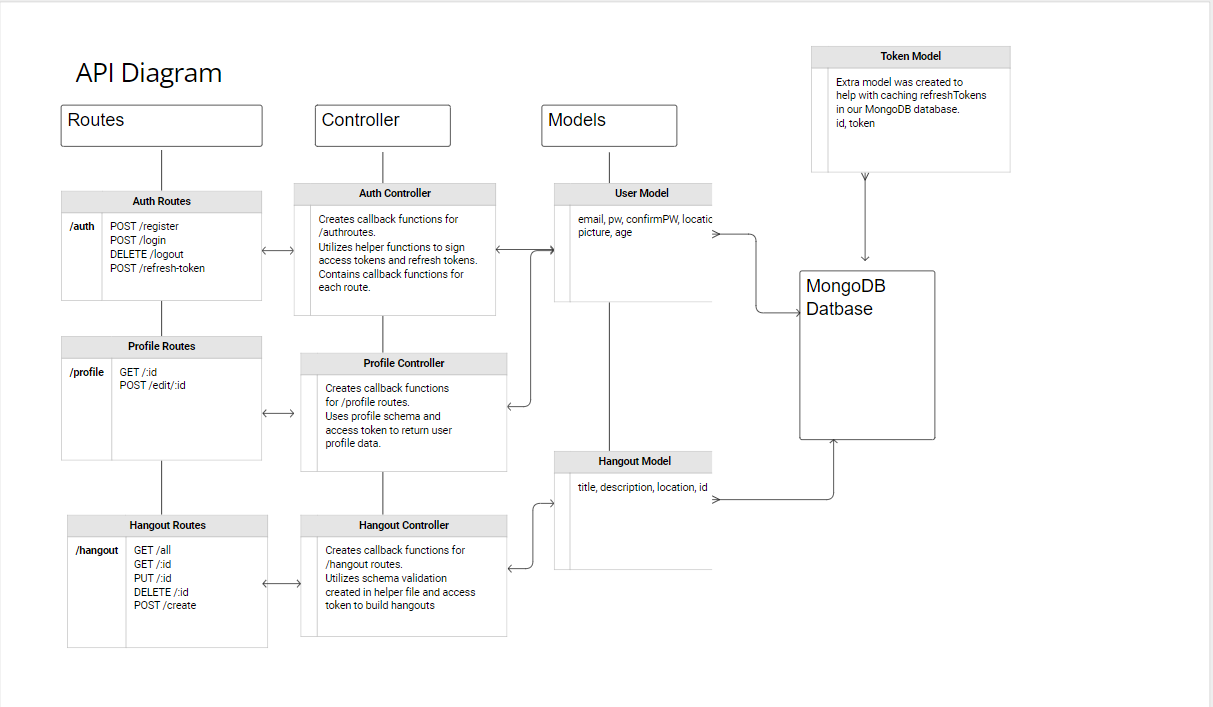 API Diagram
Routes
Controller
Models
Token Model
Extra model was created to
help with caching refreshTokens
in our MongoDB database.
id, token
Auth Routes
/auth
POST /register
POST /login
DELETE /logout
POST /refresh-token
Auth Controller
Creates callback functions for
/authroutes.
Utilizes helper functions to sign
access tokens and refresh tokens.
Contains callback functions for
each route.
User Model
email, pw, confirmPW,
picture, age
MongoDB
Datbase
Profile Routes
/profile
GET /:id
POST /edit/:id
Profile Controller
Creates callback functions
for /profile routes.
Uses profile schema and
access token to return user
profile data.
Hangout Model
title, description, location, id
Hangout Routes
/hangout
GET /all
GET /:id
PUT /:id
DELETE /:id
POST /create
Hangout Controller
Creates callback functions for
/hangout routes.
Utilizes schema validation
created in helper file and access
token to build hangouts